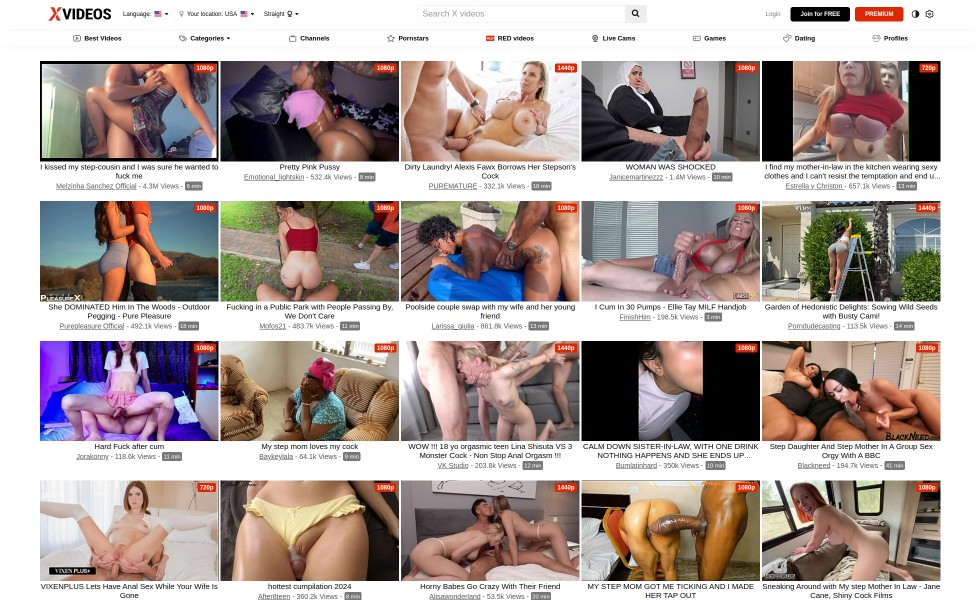 XVIDEOS
Language:
Your location: USA
Straight
Search X videos
Login
Join for FREE
PREMIUM
Best Videos
Categories
Channels
Pornstars
RED videos
Live Cams
Games
Dating
Profiles
1080p
1080p
1440p
1080p
720p
I kissed my step-cousin and I was sure he wanted to
fuck me
Melzinha Sanchez Official - 4.3M Views - 6 min
Pretty Pink Pussy
Emotional_lightskin - 532.4k Views - 8 min
Dirty Laundry! Alexis Fawx Borrows Her Stepson's
Cock
PUREMATURE - 332.1k Views - 18 min
WOMAN WAS SHOCKED
Janicemartinezzz - 1.4M Views - 10 min
I find my mother-in-law in the kitchen wearing sexy
clothes and I can't resist the temptation and end u...
Estrella y Christon - 657.1k Views - 13 min
1080p
1080p
1080p
1080p
1440p
PLEASUREX
She DOMINATED Him In The Woods - Outdoor
Pegging - Pure Pleasure
Purepleasure Official - 492.1k Views - 18 min
Fucking in a Public Park with People Passing By,
We Don't Care
Mofos21 - 483.7k Views - 11 min
Poolside couple swap with my wife and her young
friend
Larissa_giulia - 861.8k Views - 13 min
I Cum In 30 Pumps - Ellie Tay MILF Handjob
FinishHim - 198.5k Views - 3 min
Garden of Hedonistic Delights: Sowing Wild Seeds
with Busty Cami!
Porndudecasting - 113.5k Views - 14 min
1080p
1080p
1440p
1080p
1080p
BLACKNEED
Hard Fuck after cum
Jorakonny - 118.6k Views - 11 min
My step mom loves my cock
Baykeylala - 64.1k Views - 9 min
WOW !!! 18 yo orgasmic teen Lina Shisuta VS 3
Monster Cock - Non Stop Anal Orgasm !!!
VK Studio - 203.8k Views - 12 min
CALM DOWN SISTER-IN-LAW, WITH ONE DRINK
NOTHING HAPPENS AND SHE ENDS UP...
Bumlatinhard - 350k Views - 10 min
Step Daughter And Step Mother In A Group Sex
Orgy With A BBC
Blackneed - 194.7k Views - 41 min
720p
1080p
1080p
1080p
1080p
VIXEN PLUS+
VIXENPLUS Lets Have Anal Sex While Your Wife Is
Gone
hottest cumpilation 2024
After8teen - 360.2k Views - 8 min
Horny Babes Go Crazy With Their Friend
Alisawonderland - 53.5k Views - 20 min
MY STEP MOM GOT ME TICKING AND I MADE
HER TAP OUT
Sneaking Around with My step Mother In Law - Jane
Cane, Shiny Cock Films